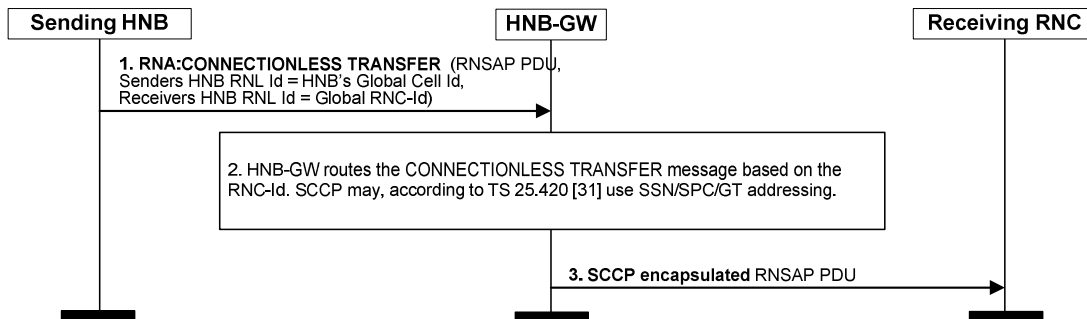 Sending HNB
HNB-GW
Receiving RNC
1. RNA:CONNECTIONLESS TRANSFER (RNSAP PDU,
Senders HNB RNL Id = HNB's Global Cell Id,
Receivers HNB RNL Id = Global RNC-Id)
2. HNB-GW routes the CONNECTIONLESS TRANSFER message based on the
RNC-Id. SCCP may, according to TS 25.420 [31] use SSN/SPC/GT addressing.
3. SCCP encapsulated RNSAP PDU